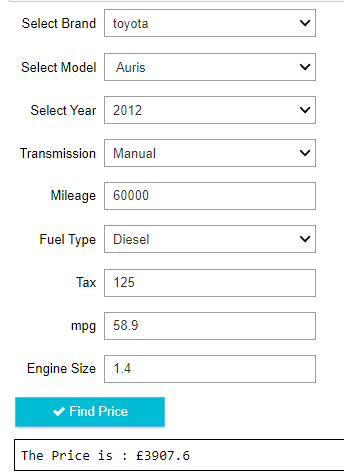 Select Brand toyota
Select Model Auris
Select Year 2012
Transmission Manual
Mileage 60000
Fuel Type Diesel
Tax 125
mpg 58.9
Engine Size 1.4
Find Price
The Price is : £3907.6